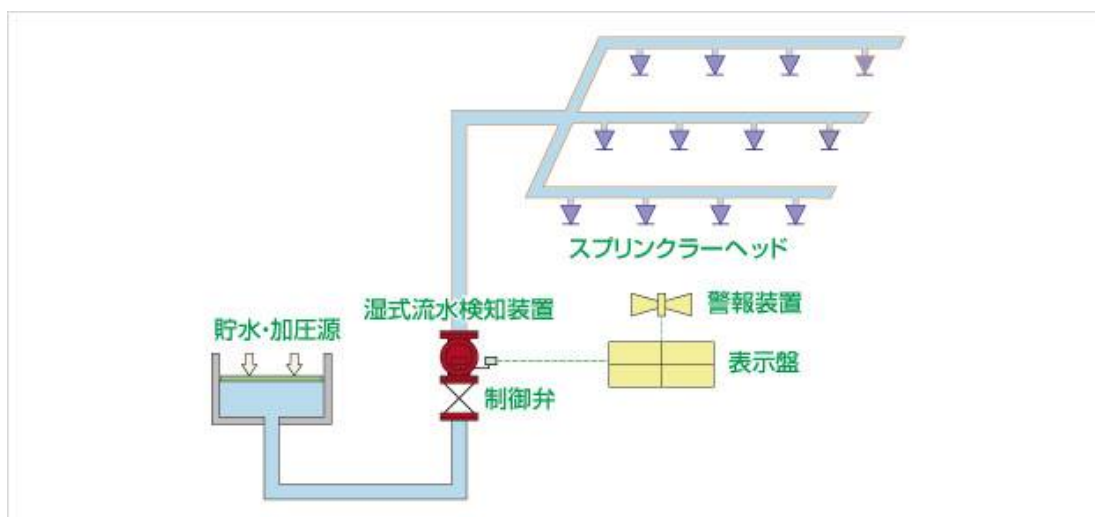 スプリンクラーヘッド
湿式流水検知装置
警報装置
貯水・加圧源
表示盤
制御弁